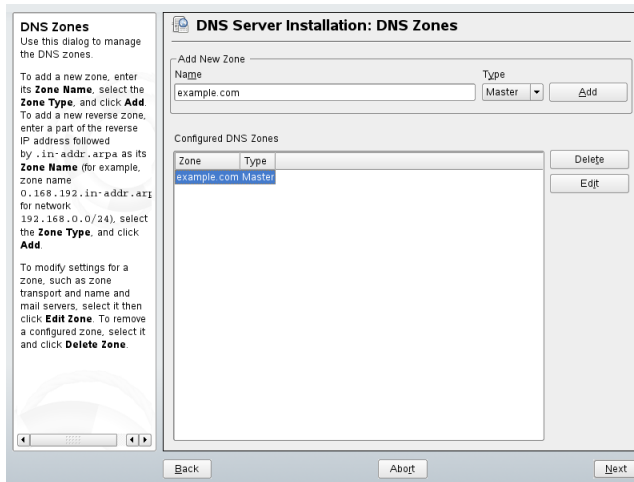 DNS Zones
Use this dialog to manage
the DNS zones.
To add a new zone, enter
its Zone Name, select the
Zone Type, and click Add.
To add a new reverse zone,
enter a part of the reverse
IP address followed
by .in-addr.arpa as its
Zone Name (for example,
zone name
0.168.192.in-addr.arp
for network
192.168.0.0/24), select
the Zone Type, and click
Add.
To modify settings for a
zone, such as zone
transport and name and
mail servers, select it then
click Edit Zone. To remove
a configured zone, select it
and click Delete Zone.
DNS Server Installation: DNS Zones
Add New Zone
Name Type
example.com Master Add
Configured DNS Zones
Zone Type
example.com Master
Delete
Edit
Back Abort Next